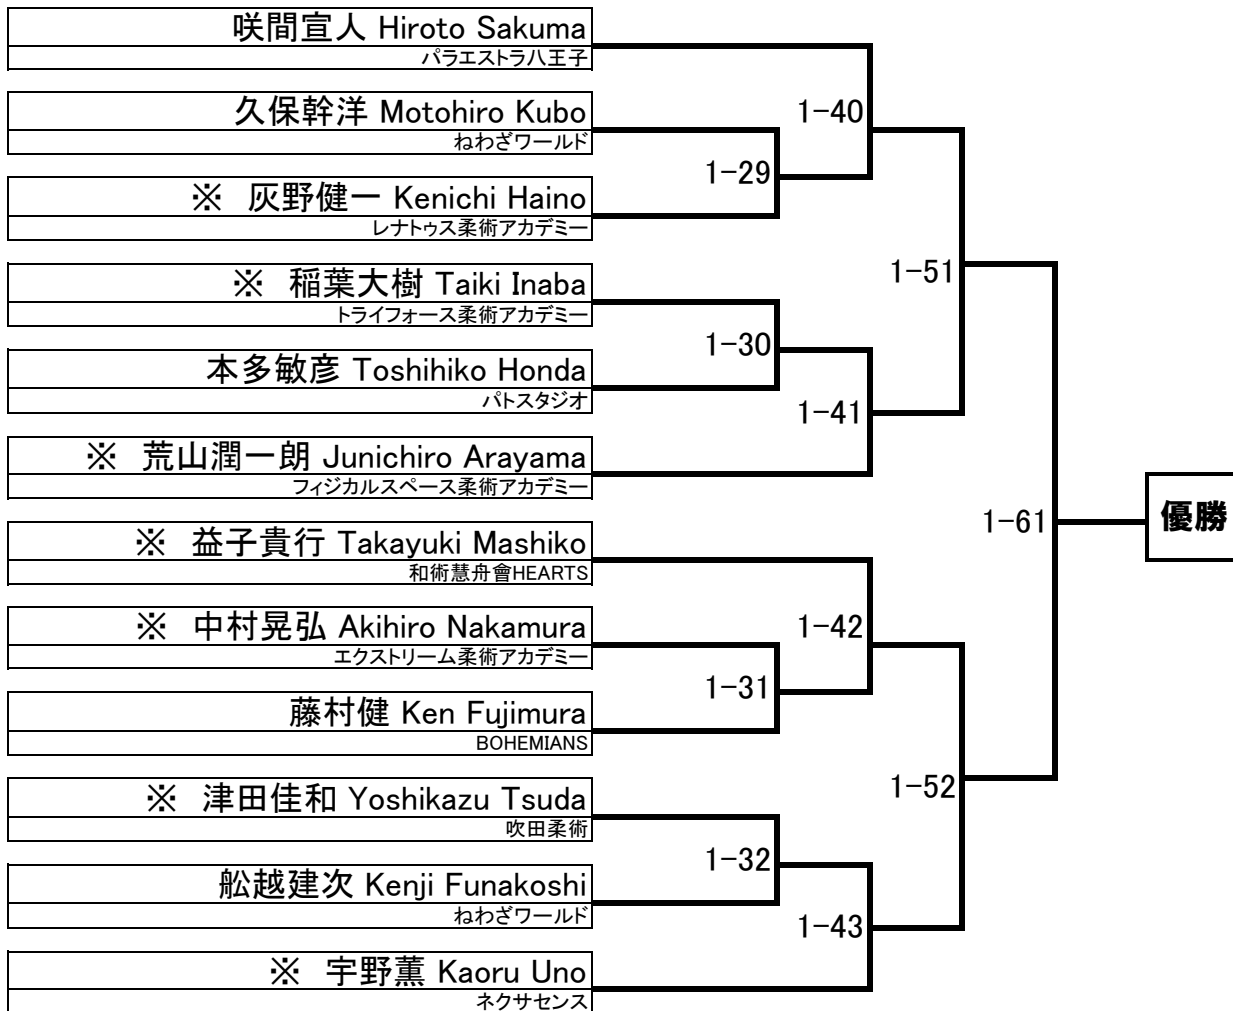 咲間宣人 Hiroto Sakuma
パラエストラ八王子
久保幹洋 Motohiro Kubo
ねわざワールド
※ 灰野健一 Kenichi Haino
レナトゥス柔術アカデミー
※ 稲葉大樹 Taiki Inaba
トライフォース柔術アカデミー
本多敏彦 Toshihiko Honda
パトスタジオ
※ 荒山潤一朗 Junichiro Arayama
フィジカルスペース柔術アカデミー
※ 益子貴行 Takayuki Mashiko
和術慧舟會HEARTS
※ 中村晃弘 Akihiro Nakamura
エクストリーム柔術アカデミー
藤村健 Ken Fujimura
BOHEMIANS
※ 津田佳和 Yoshikazu Tsuda
吹田柔術
舩越建次 Kenji Funakoshi
ねわざワールド
※ 宇野薫 Kaoru Uno
ネクサセンス
1-29
1-30
1-31
1-32
1-40
1-41
1-42
1-43
1-51
1-52
1-61
優勝